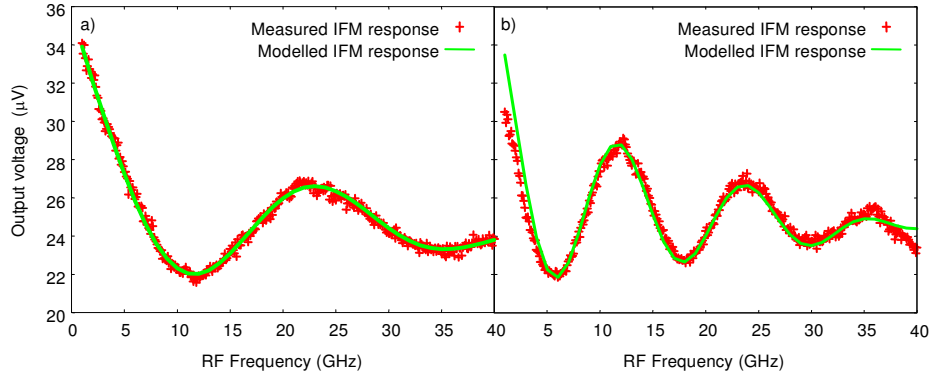 36
34
32
30
28
26
24
22
20
Output voltage (µV)
a)
Measured IFM response
Modelled IFM response
0 5 10 15 20 25 30 35 40
RF Frequency (GHz)
b)
Measured IFM response
Modelled IFM response
5 10 15 20 25 30 35 40
RF Frequency (GHz)